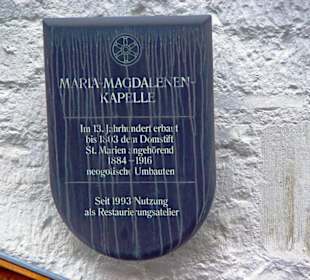 MARIA-MAGDALENEN-
KAPELLE
Im 13. Jahrhundert erbaut
bis 1803 dem Domstift
St. Marien angehörend
1884-1916
neogotische Umbauten
Seit 1993 Nutzung
als Restaurierungsatelier